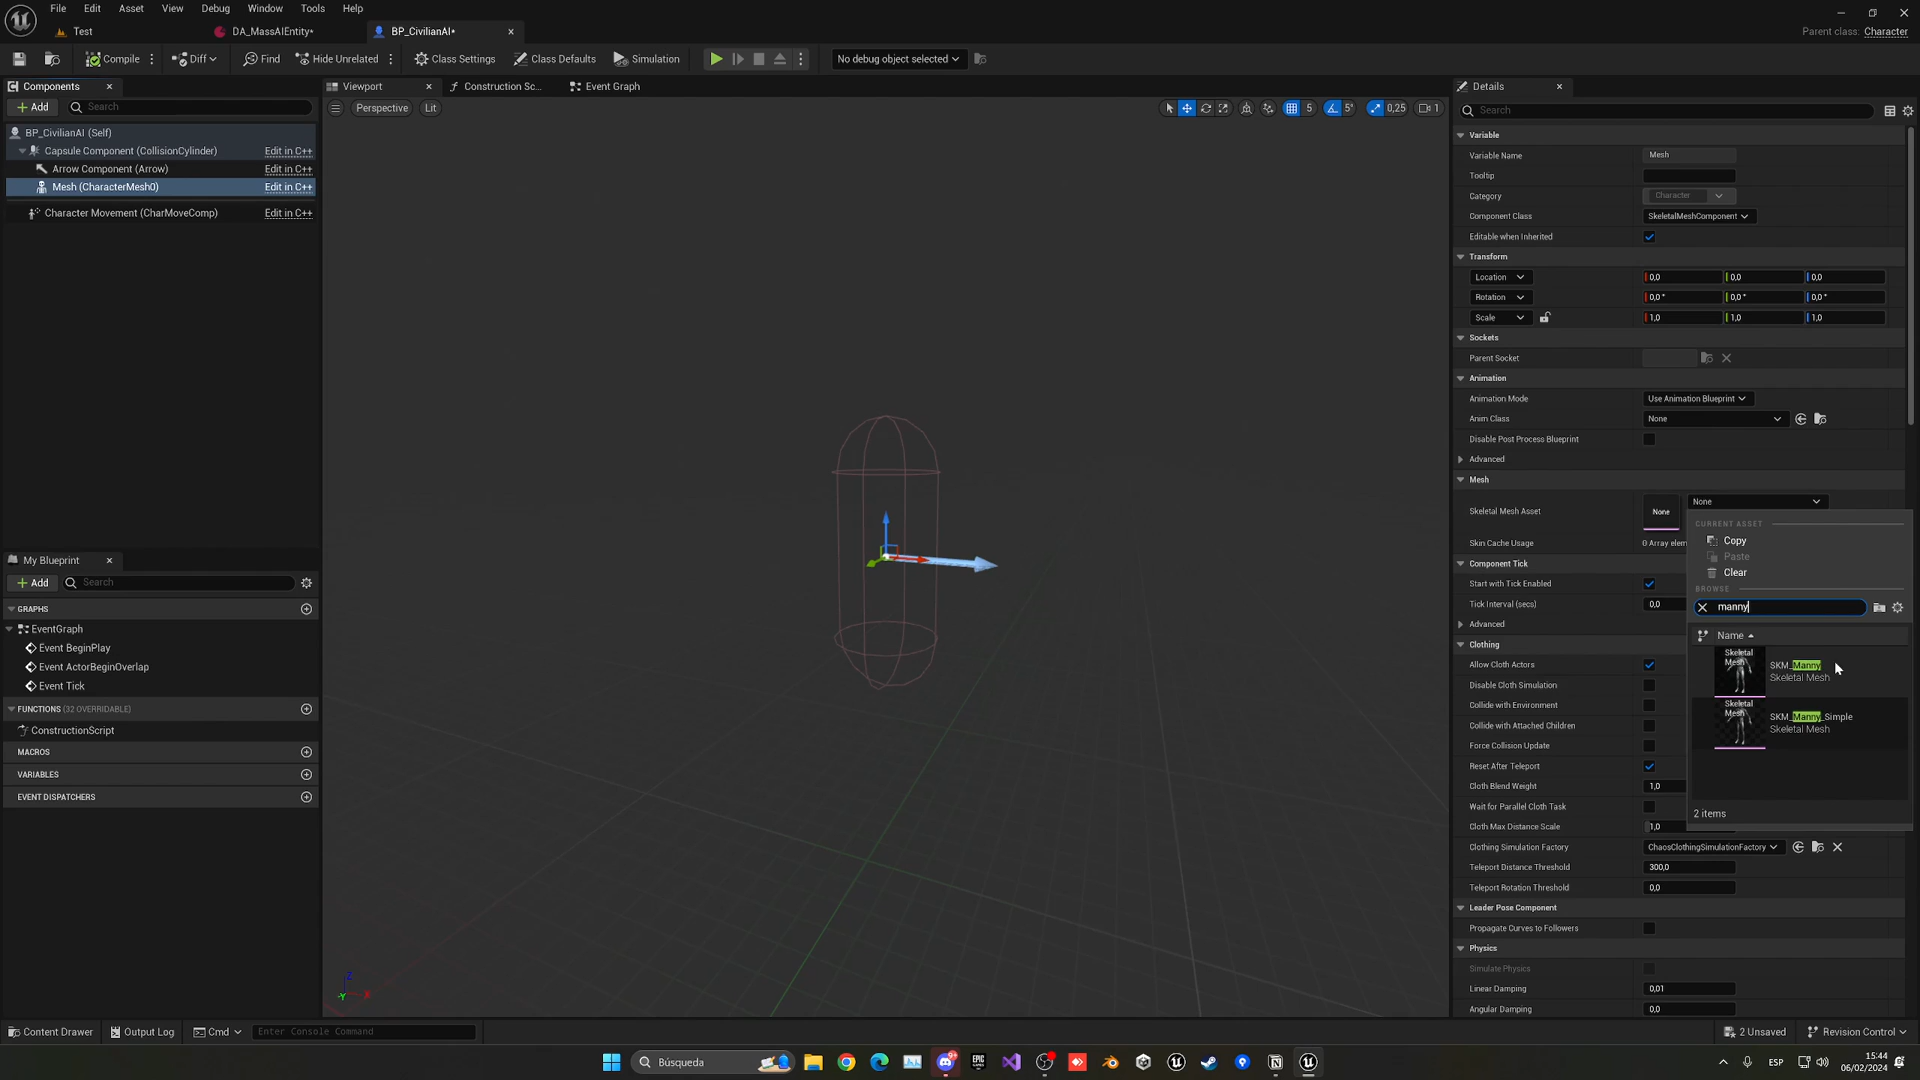 File Edit Asset View Debug Window Tools Help
Test DA_MassAIEntity* BP_CivilianAI* Parent class: Character
Compile Diff Find Hide Unrelated Class Settings Class Defaults Simulation No debug object selected
Components
Add Search
BP_CivilianAI (Self)
Capsule Component (CollisionCylinder) Edit in C++
Arrow Component (Arrow) Edit in C++
Mesh (CharacterMesh0) Edit in C++
Character Movement (CharMoveComp) Edit in C++
My Blueprint
Add Search
GRAPHS
EventGraph
Event BeginPlay
Event ActorBeginOverlap
Event Tick
FUNCTIONS (32 OVERRIDABLE)
ConstructionScript
MACROS
VARIABLES
EVENT DISPATCHERS
Viewport Construction Sc... Event Graph
Perspective Lit 5 5° 0,25 1
Z
X
Y
Details
Search
Variable
Variable Name Mesh
Tooltip
Category Character
Component Class SkeletalMeshComponent
Editable when Inherited
Transform
Location 0,0 0,0 0,0
Rotation 0,0 ° 0,0 ° 0,0 °
Scale 1,0 1,0 1,0
Sockets
Parent Socket
Animation
Animation Mode Use Animation Blueprint
Anim Class None
Disable Post Process Blueprint
Advanced
Mesh
Skeletal Mesh Asset None None
Skin Cache Usage 0 Array elem
Component Tick
Start with Tick Enabled
Tick Interval (secs) 0,0
Advanced
Clothing
Allow Cloth Actors
Disable Cloth Simulation
Collide with Environment
Collide with Attached Children
Force Collision Update
Reset After Teleport
Cloth Blend Weight 1,0
Wait for Parallel Cloth Task
Cloth Max Distance Scale 1,0
Clothing Simulation Factory ChaosClothingSimulationFactory
Teleport Distance Threshold 300,0
Teleport Rotation Threshold 0,0
Leader Pose Component
Propagate Curves to Followers
Physics
Simulate Physics
Linear Damping 0,01
Angular Damping 0,0
CURRENT ASSET
Copy
Paste
Clear
BROWSE
manny
Name
Skeletal Mesh SKM_Manny
Skeletal Mesh
Skeletal Mesh SKM_Manny_Simple
Skeletal Mesh
2 items
Content Drawer Output Log Cmd Enter Console Command 2 Unsaved Revision Control
Búsqueda ESP 15:44
06/02/2024